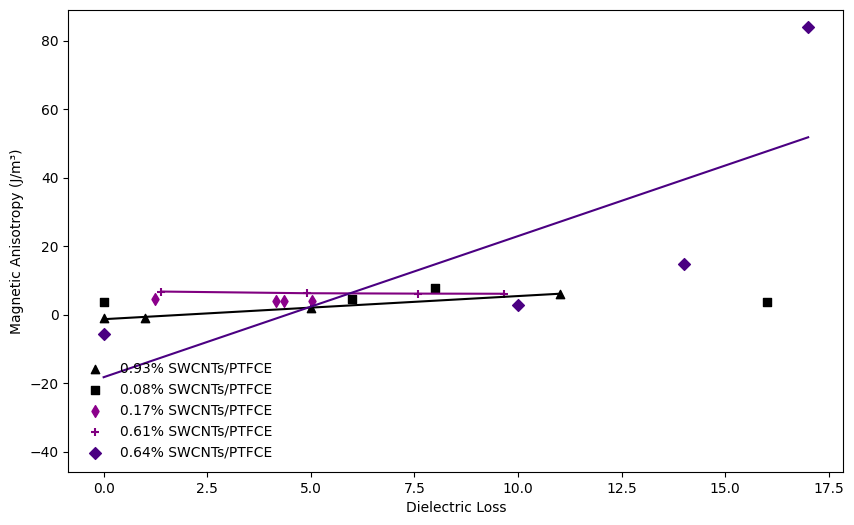 80
60
40
20
0
−20
−40
Magnetic Anisotropy (J/m³)
0.93% SWCNTs/PTFCE
0.08% SWCNTs/PTFCE
0.17% SWCNTs/PTFCE
0.61% SWCNTs/PTFCE
0.64% SWCNTs/PTFCE
0.0 2.5 5.0 7.5 10.0 12.5 15.0 17.5
Dielectric Loss